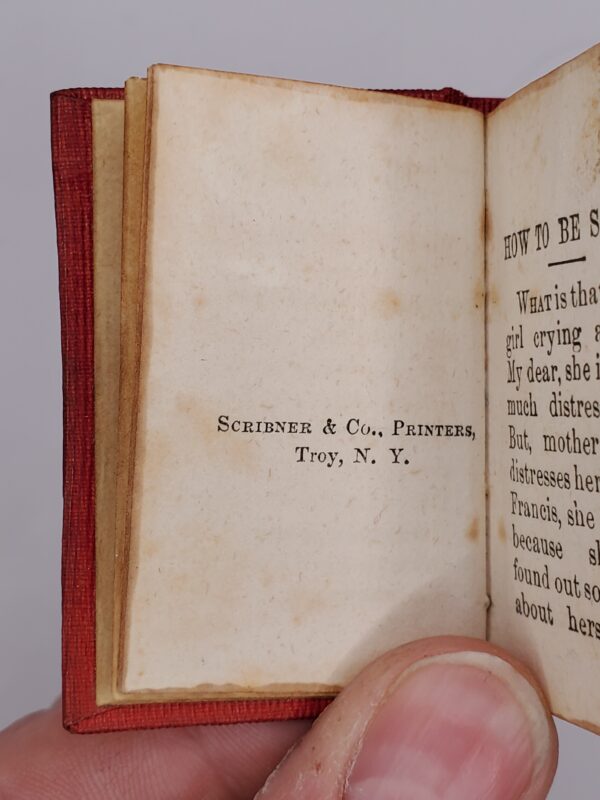 Scribner & Co., Printers,
Troy, N. Y.
HOW TO BE S
What is tha
girl crying a
My dear, she i
much distres
But, mother
distresses her
Francis, she
because sh
found out so
about hers